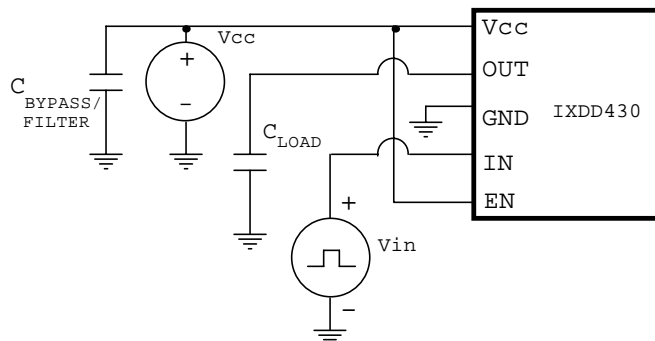 Vcc
Vcc
OUT
GND
IXDD430
IN
EN
C BYPASS/
FILTER
C LOAD
+
-
+
Vin
-